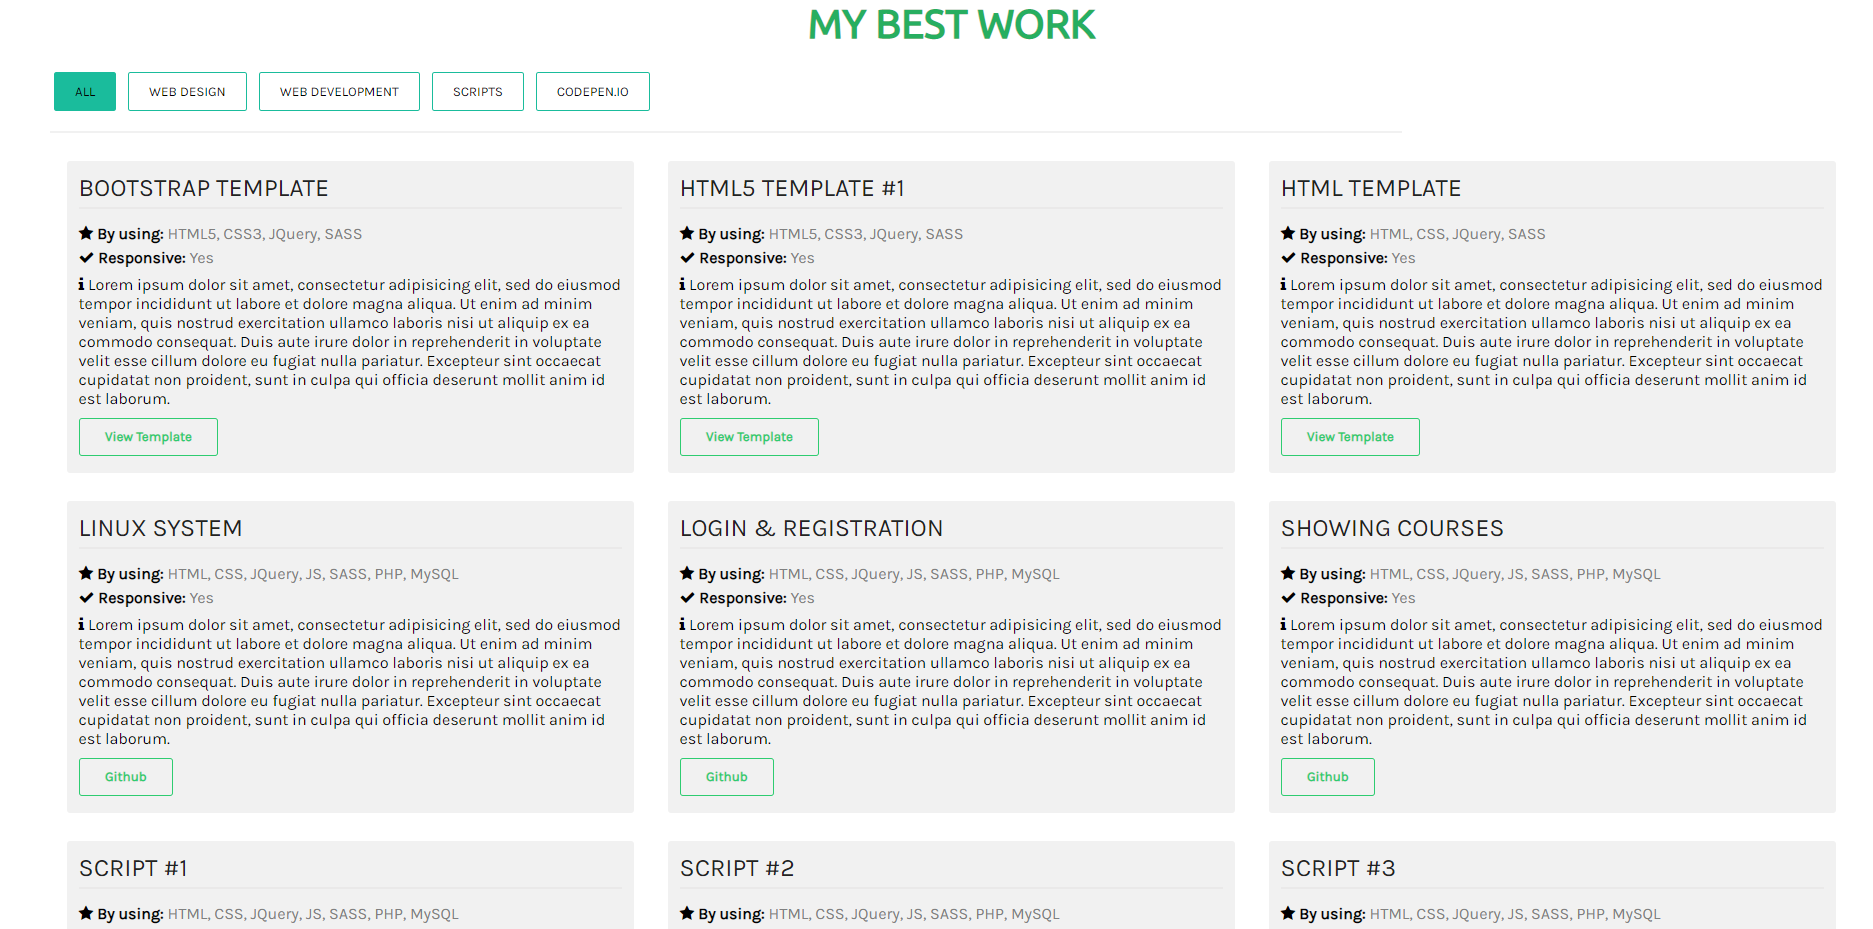 MY BEST WORK
ALL
WEB DESIGN
WEB DEVELOPMENT
SCRIPTS
CODEPEN.IO
BOOTSTRAP TEMPLATE
By using: HTML5, CSS3, JQuery, SASS
Responsive: Yes
Lorem ipsum dolor sit amet, consectetur adipisicing elit, sed do eiusmod
tempor incididunt ut labore et dolore magna aliqua. Ut enim ad minim
veniam, quis nostrud exercitation ullamco laboris nisi ut aliquip ex ea
commodo consequat. Duis aute irure dolor in reprehenderit in voluptate
velit esse cillum dolore eu fugiat nulla pariatur. Excepteur sint occaecat
cupidatat non proident, sunt in culpa qui officia deserunt mollit anim id
est laborum.
View Template
HTML5 TEMPLATE #1
By using: HTML5, CSS3, JQuery, SASS
Responsive: Yes
Lorem ipsum dolor sit amet, consectetur adipisicing elit, sed do eiusmod
tempor incididunt ut labore et dolore magna aliqua. Ut enim ad minim
veniam, quis nostrud exercitation ullamco laboris nisi ut aliquip ex ea
commodo consequat. Duis aute irure dolor in reprehenderit in voluptate
velit esse cillum dolore eu fugiat nulla pariatur. Excepteur sint occaecat
cupidatat non proident, sunt in culpa qui officia deserunt mollit anim id
est laborum.
View Template
HTML TEMPLATE
By using: HTML, CSS, JQuery, SASS
Responsive: Yes
Lorem ipsum dolor sit amet, consectetur adipisicing elit, sed do eiusmod
tempor incididunt ut labore et dolore magna aliqua. Ut enim ad minim
veniam, quis nostrud exercitation ullamco laboris nisi ut aliquip ex ea
commodo consequat. Duis aute irure dolor in reprehenderit in voluptate
velit esse cillum dolore eu fugiat nulla pariatur. Excepteur sint occaecat
cupidatat non proident, sunt in culpa qui officia deserunt mollit anim id
est laborum.
View Template
LINUX SYSTEM
By using: HTML, CSS, JQuery, JS, SASS, PHP, MySQL
Responsive: Yes
Lorem ipsum dolor sit amet, consectetur adipisicing elit, sed do eiusmod
tempor incididunt ut labore et dolore magna aliqua. Ut enim ad minim
veniam, quis nostrud exercitation ullamco laboris nisi ut aliquip ex ea
commodo consequat. Duis aute irure dolor in reprehenderit in voluptate
velit esse cillum dolore eu fugiat nulla pariatur. Excepteur sint occaecat
cupidatat non proident, sunt in culpa qui officia deserunt mollit anim id
est laborum.
Github
LOGIN & REGISTRATION
By using: HTML, CSS, JQuery, JS, SASS, PHP, MySQL
Responsive: Yes
Lorem ipsum dolor sit amet, consectetur adipisicing elit, sed do eiusmod
tempor incididunt ut labore et dolore magna aliqua. Ut enim ad minim
veniam, quis nostrud exercitation ullamco laboris nisi ut aliquip ex ea
commodo consequat. Duis aute irure dolor in reprehenderit in voluptate
velit esse cillum dolore eu fugiat nulla pariatur. Excepteur sint occaecat
cupidatat non proident, sunt in culpa qui officia deserunt mollit anim id
est laborum.
Github
SHOWING COURSES
By using: HTML, CSS, JQuery, JS, SASS, PHP, MySQL
Responsive: Yes
Lorem ipsum dolor sit amet, consectetur adipisicing elit, sed do eiusmod
tempor incididunt ut labore et dolore magna aliqua. Ut enim ad minim
veniam, quis nostrud exercitation ullamco laboris nisi ut aliquip ex ea
commodo consequat. Duis aute irure dolor in reprehenderit in voluptate
velit esse cillum dolore eu fugiat nulla pariatur. Excepteur sint occaecat
cupidatat non proident, sunt in culpa qui officia deserunt mollit anim id
est laborum.
Github
SCRIPT #1
By using: HTML, CSS, JQuery, JS, SASS, PHP, MySQL
SCRIPT #2
By using: HTML, CSS, JQuery, JS, SASS, PHP, MySQL
SCRIPT #3
By using: HTML, CSS, JQuery, JS, SASS, PHP, MySQL